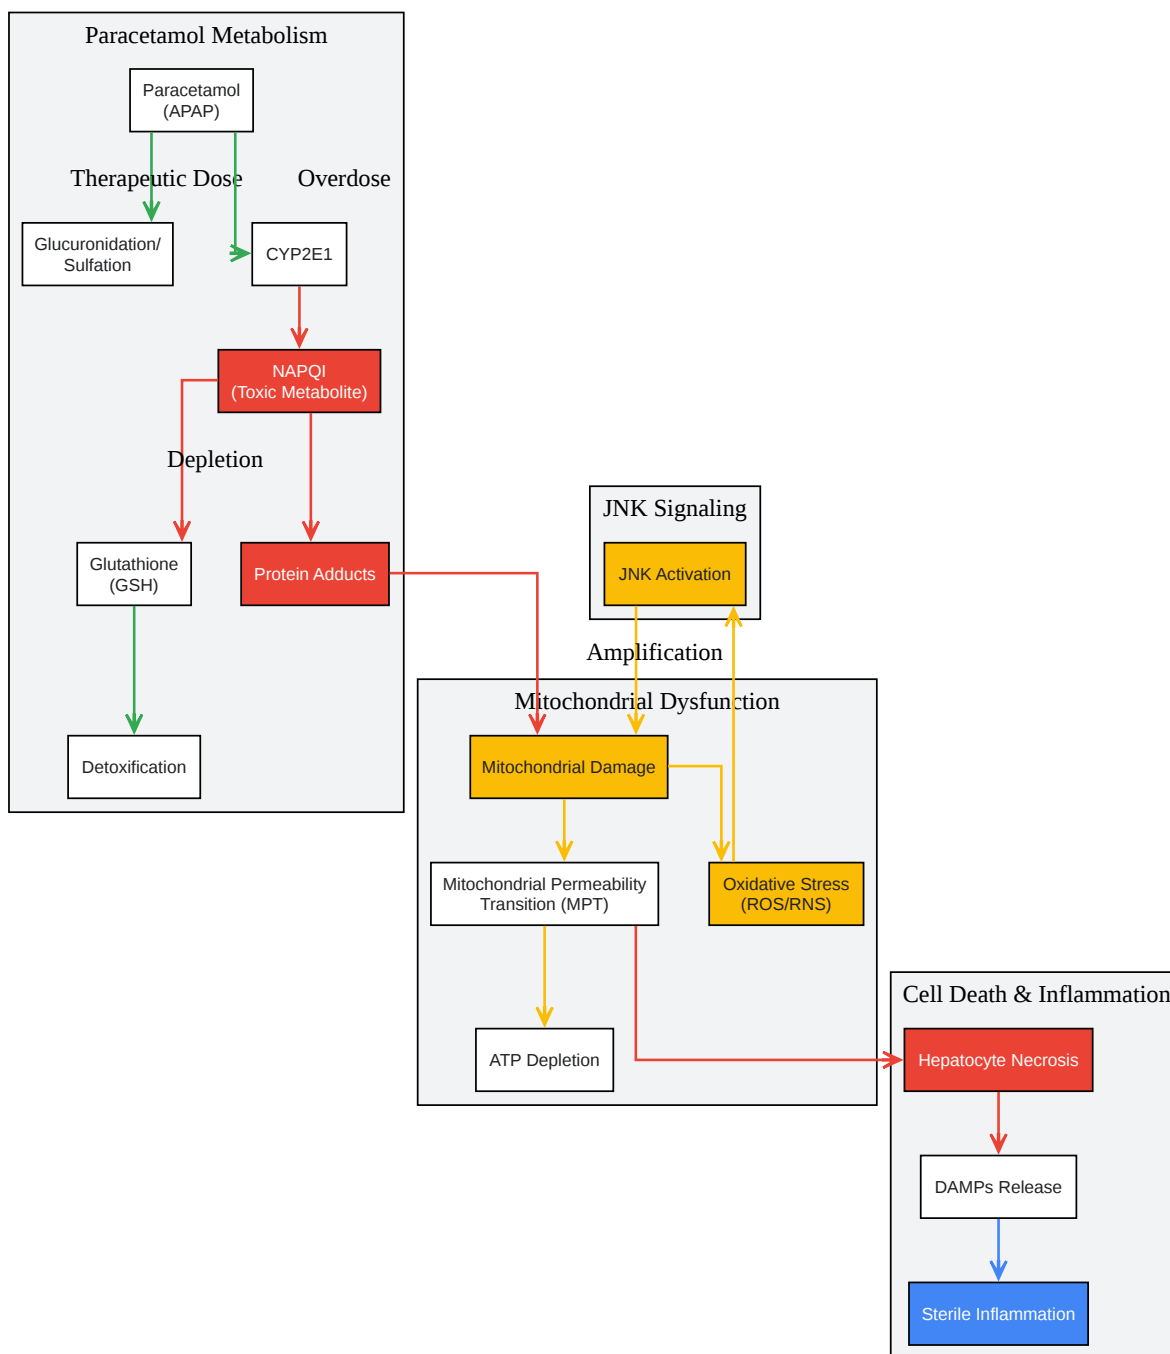 Paracetamol Metabolism
Paracetamol
(APAP)
Therapeutic Dose
Overdose
Glucuronidation/
Sulfation
CYP2E1
NAPQI
(Toxic Metabolite)
Depletion
Glutathione
(GSH)
Protein Adducts
Detoxification
JNK Signaling
JNK Activation
Amplification
Mitochondrial Dysfunction
Mitochondrial Damage
Mitochondrial Permeability
Transition (MPT)
Oxidative Stress
(ROS/RNS)
ATP Depletion
Cell Death & Inflammation
Hepatocyte Necrosis
DAMPs Release
Sterile Inflammation